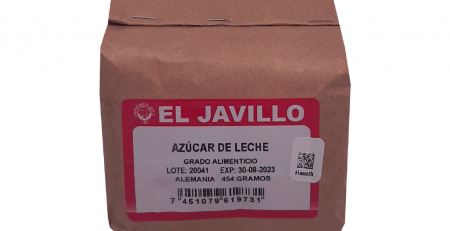 EL JAVILLO
AZÚCAR DE LECHE
GRADO ALIMENTICIO
LOTE: 20041 EXP: 30-08-2023
ALEMANIA 454 GRAMOS
7 451079 619731